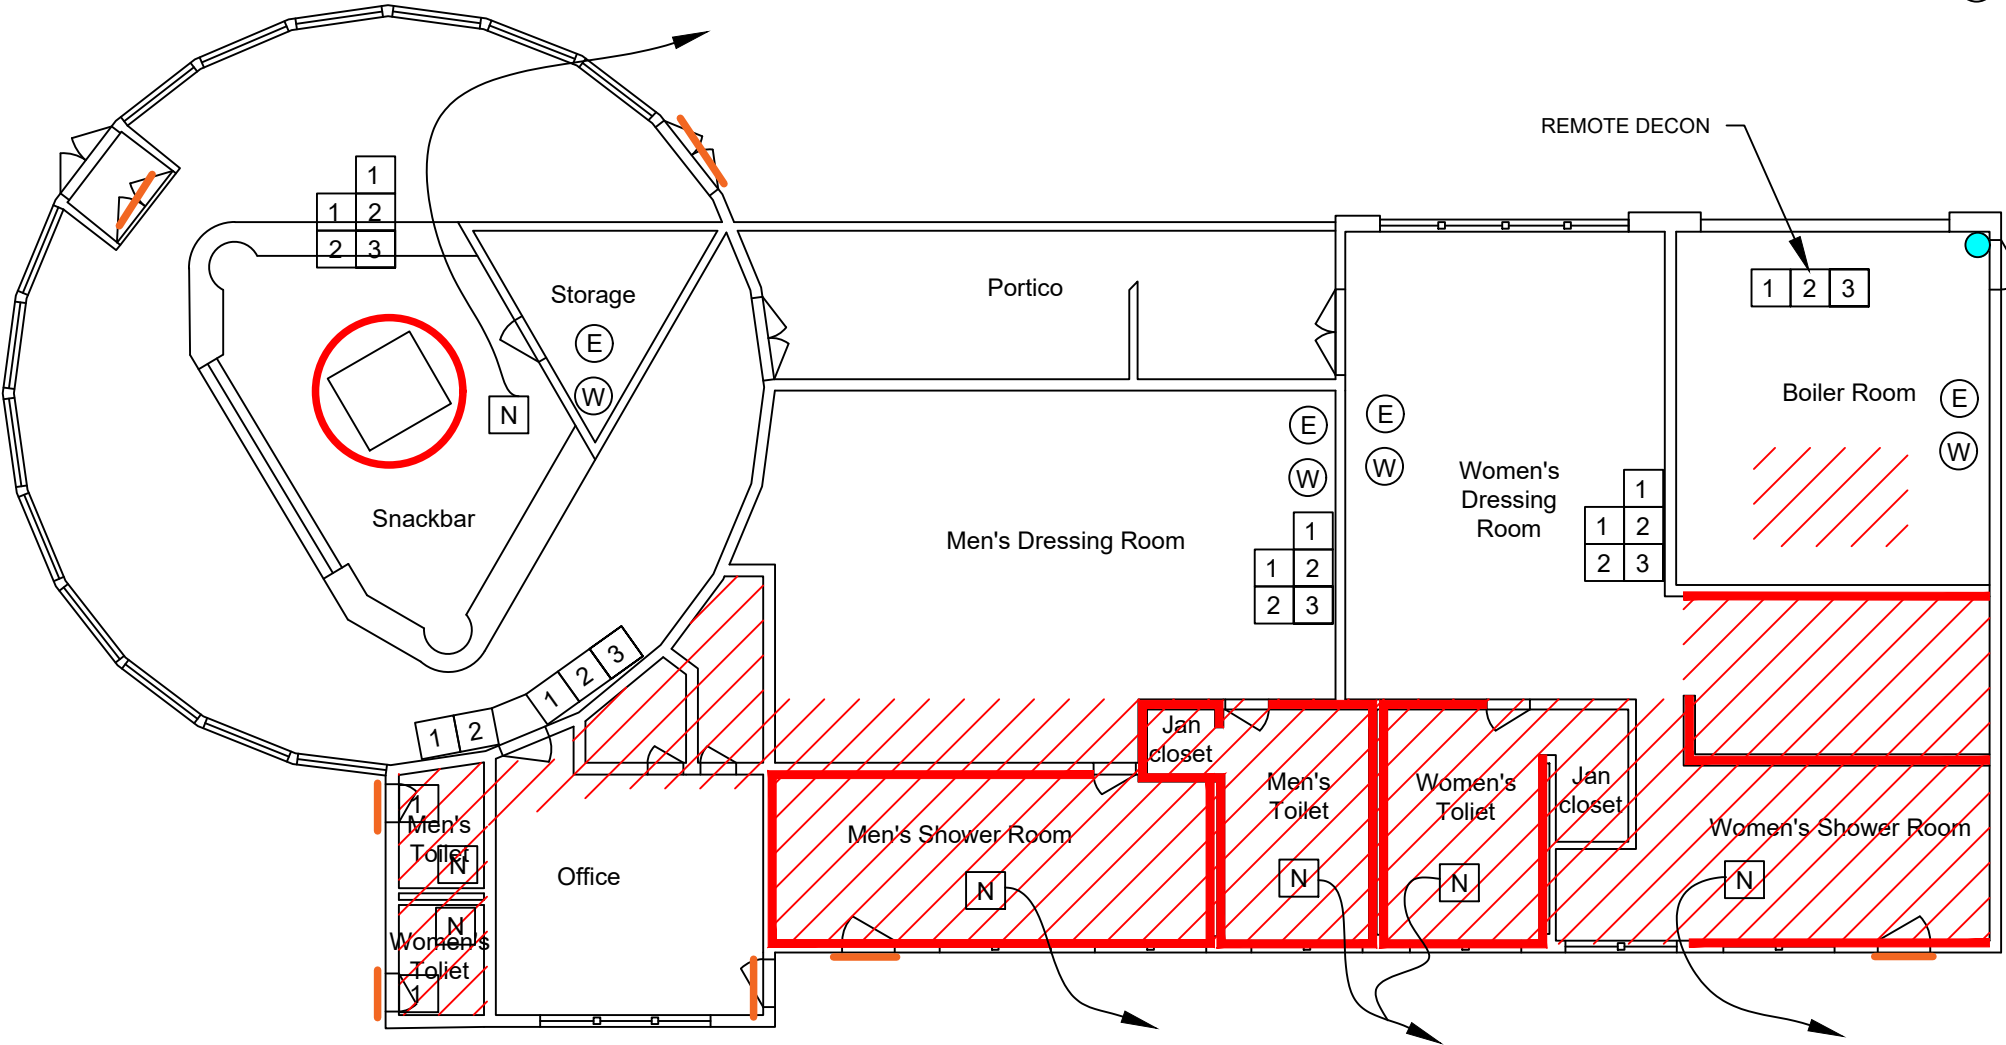 REMOTE DECON
1
1 2
2 3
Storage
E
W
N
Snackbar
Portico
1 2 3
Boiler Room
E
W
E
W
E
W
Women's
Dressing
Room
1
1 2
2 3
Men's Dressing Room
1
1 2
2 3
1 2
1 2 3
Jan
closet
Men's
Toilet
N
Women's
Toliet
N
Jan
closet
Women's Shower Room
N
Men's Shower Room
N
Office
1
Men's
Toilet
N
N
Women's
Toliet
1